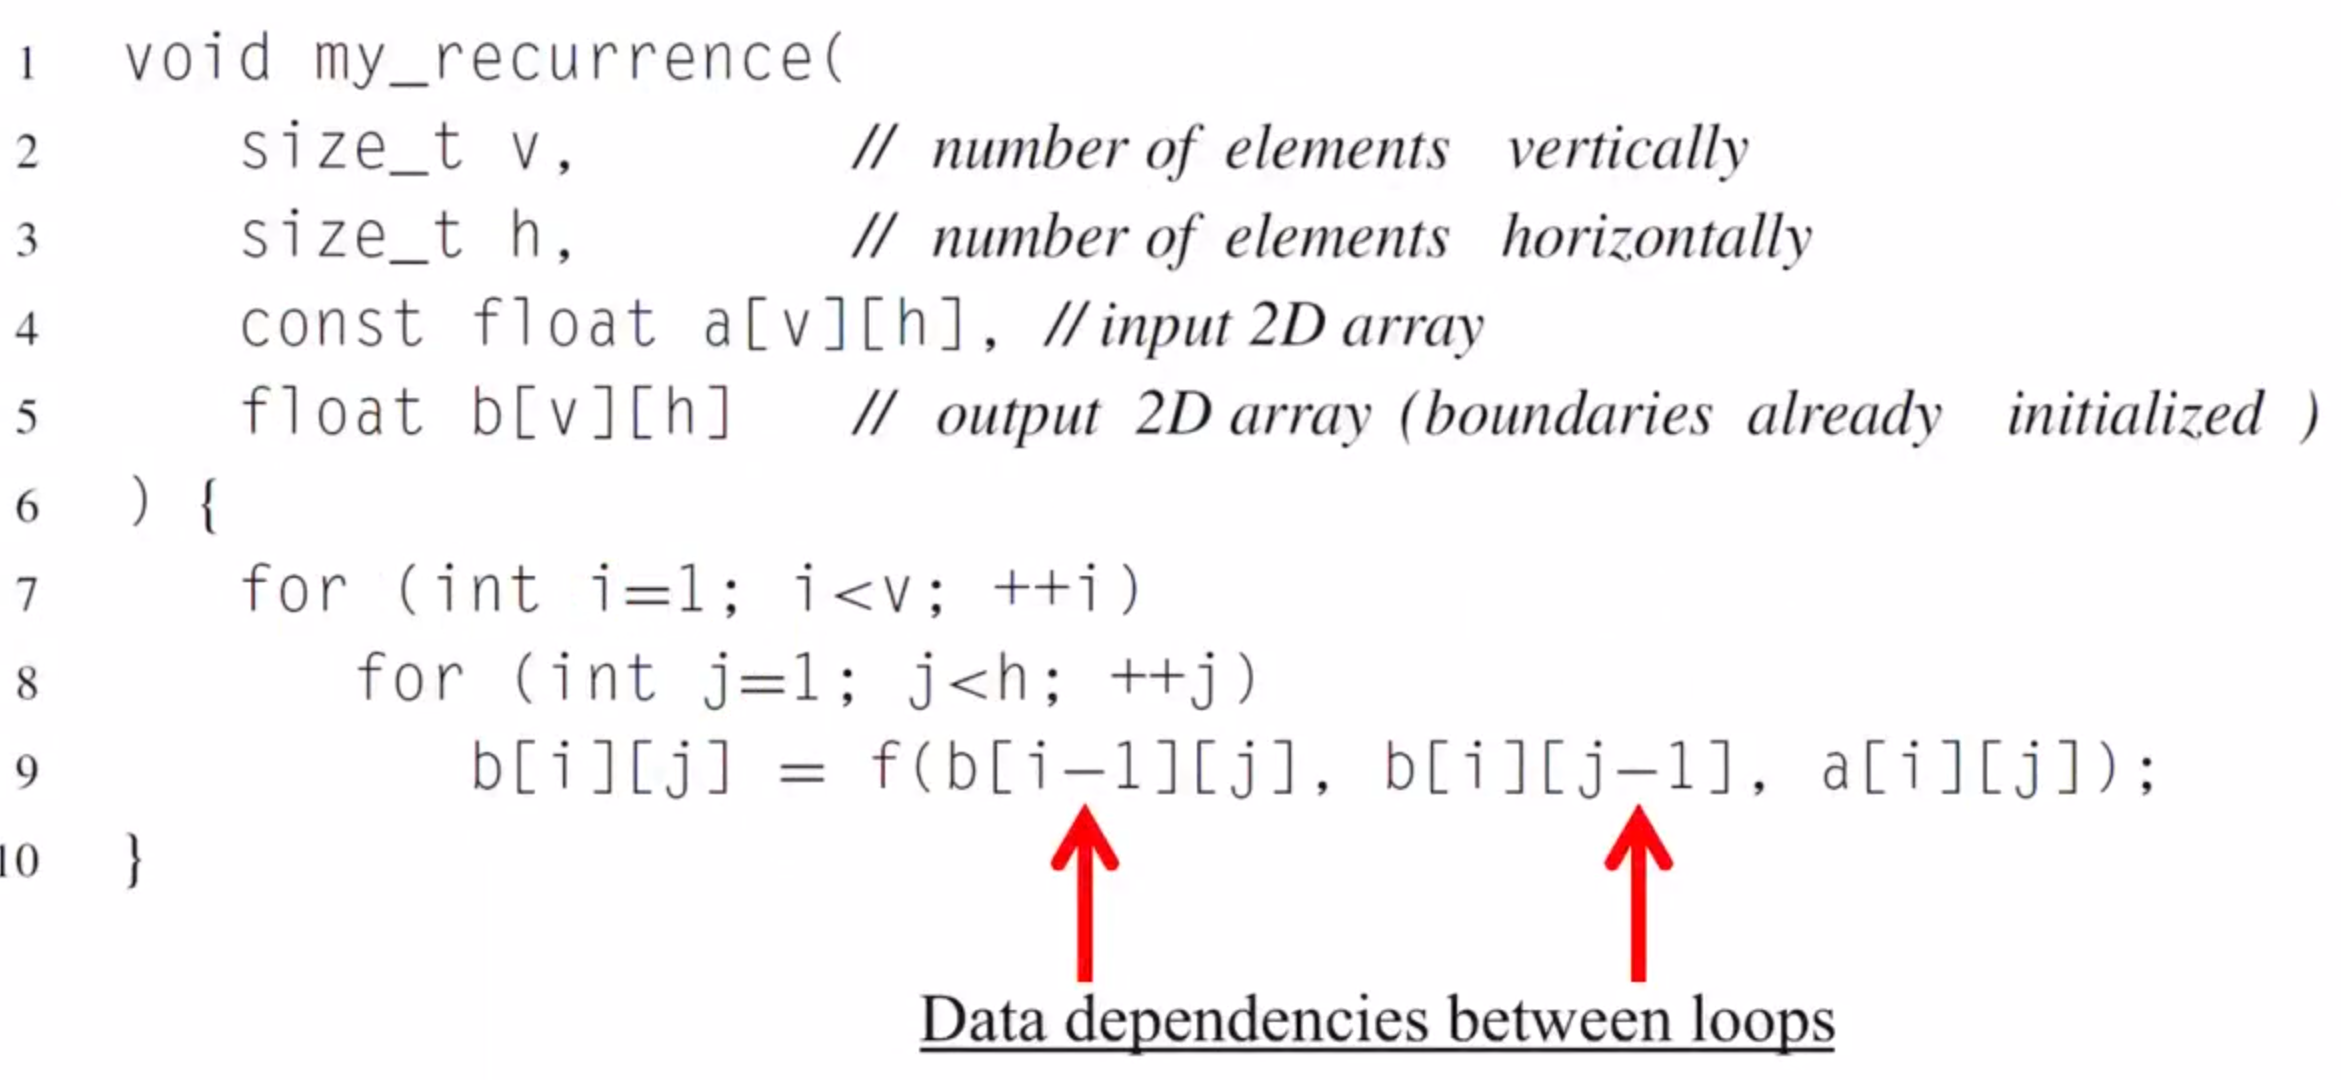 1 void my_recurrence(
2 size_t v, // number of elements vertically
3 size_t h, // number of elements horizontally
4 const float a[v][h], // input 2D array
5 float b[v][h] // output 2D array (boundaries already initialized )
6 ) {
7 for (int i=1; i<v; ++i)
8 for (int j=1; j<h; ++j)
9 b[i][j] = f(b[i−1][j], b[i][j−1], a[i][j]);
10 }
Data dependencies between loops